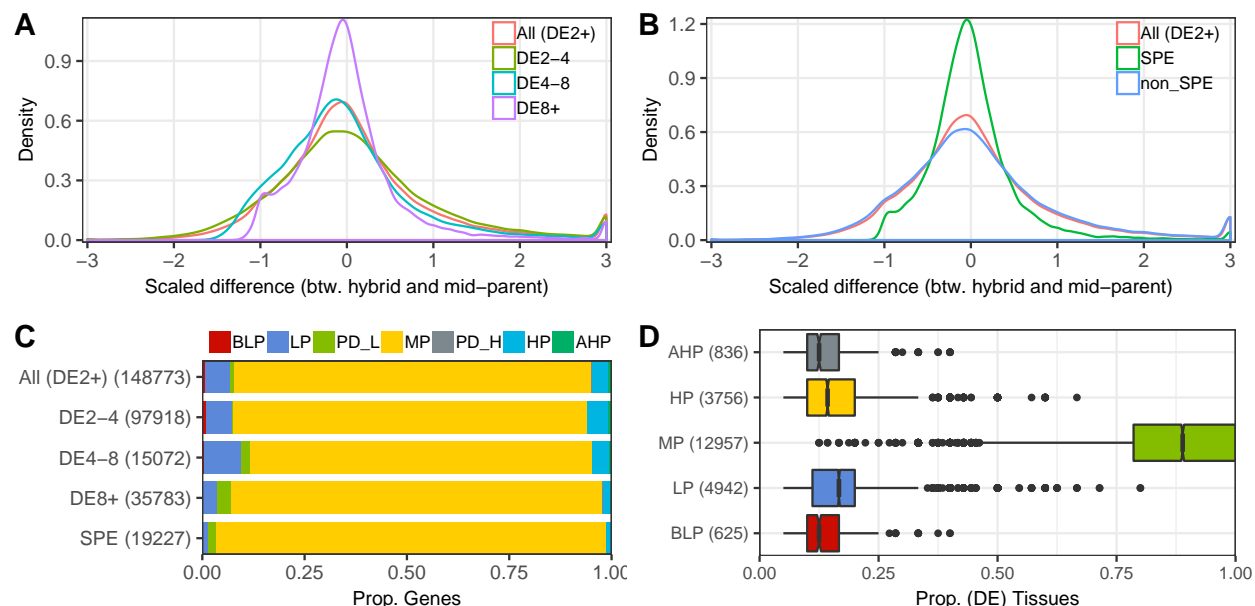 A
All (DE2+)
DE2−4
DE4−8
DE8+
0.9
0.6
0.3
0.0
Density
−3 −2 −1 0 1 2 3
Scaled difference (btw. hybrid and mid−parent)
B
All (DE2+)
SPE
non_SPE
1.2
0.9
0.6
0.3
0.0
Density
−3 −2 −1 0 1 2 3
Scaled difference (btw. hybrid and mid−parent)
C
BLP LP PD_L MP PD_H HP AHP
All (DE2+) (148773)
DE2−4 (97918)
DE4−8 (15072)
DE8+ (35783)
SPE (19227)
0.00 0.25 0.50 0.75 1.00
Prop. Genes
D
AHP (836)
HP (3756)
MP (12957)
LP (4942)
BLP (625)
0.00 0.25 0.50 0.75 1.00
Prop. (DE) Tissues